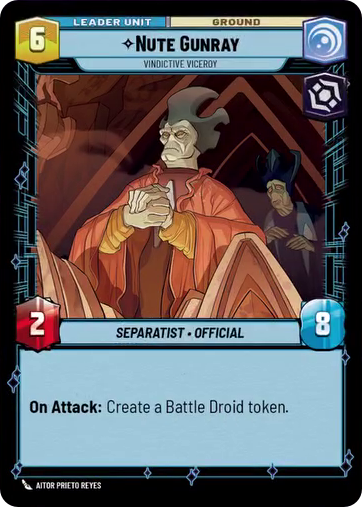 LEADER UNIT
GROUND
6
✧NUTE GUNRAY
VINDICTIVE VICEROY
2
8
SEPARATIST • OFFICIAL
On Attack: Create a Battle Droid token.
AITOR PRIETO REYES